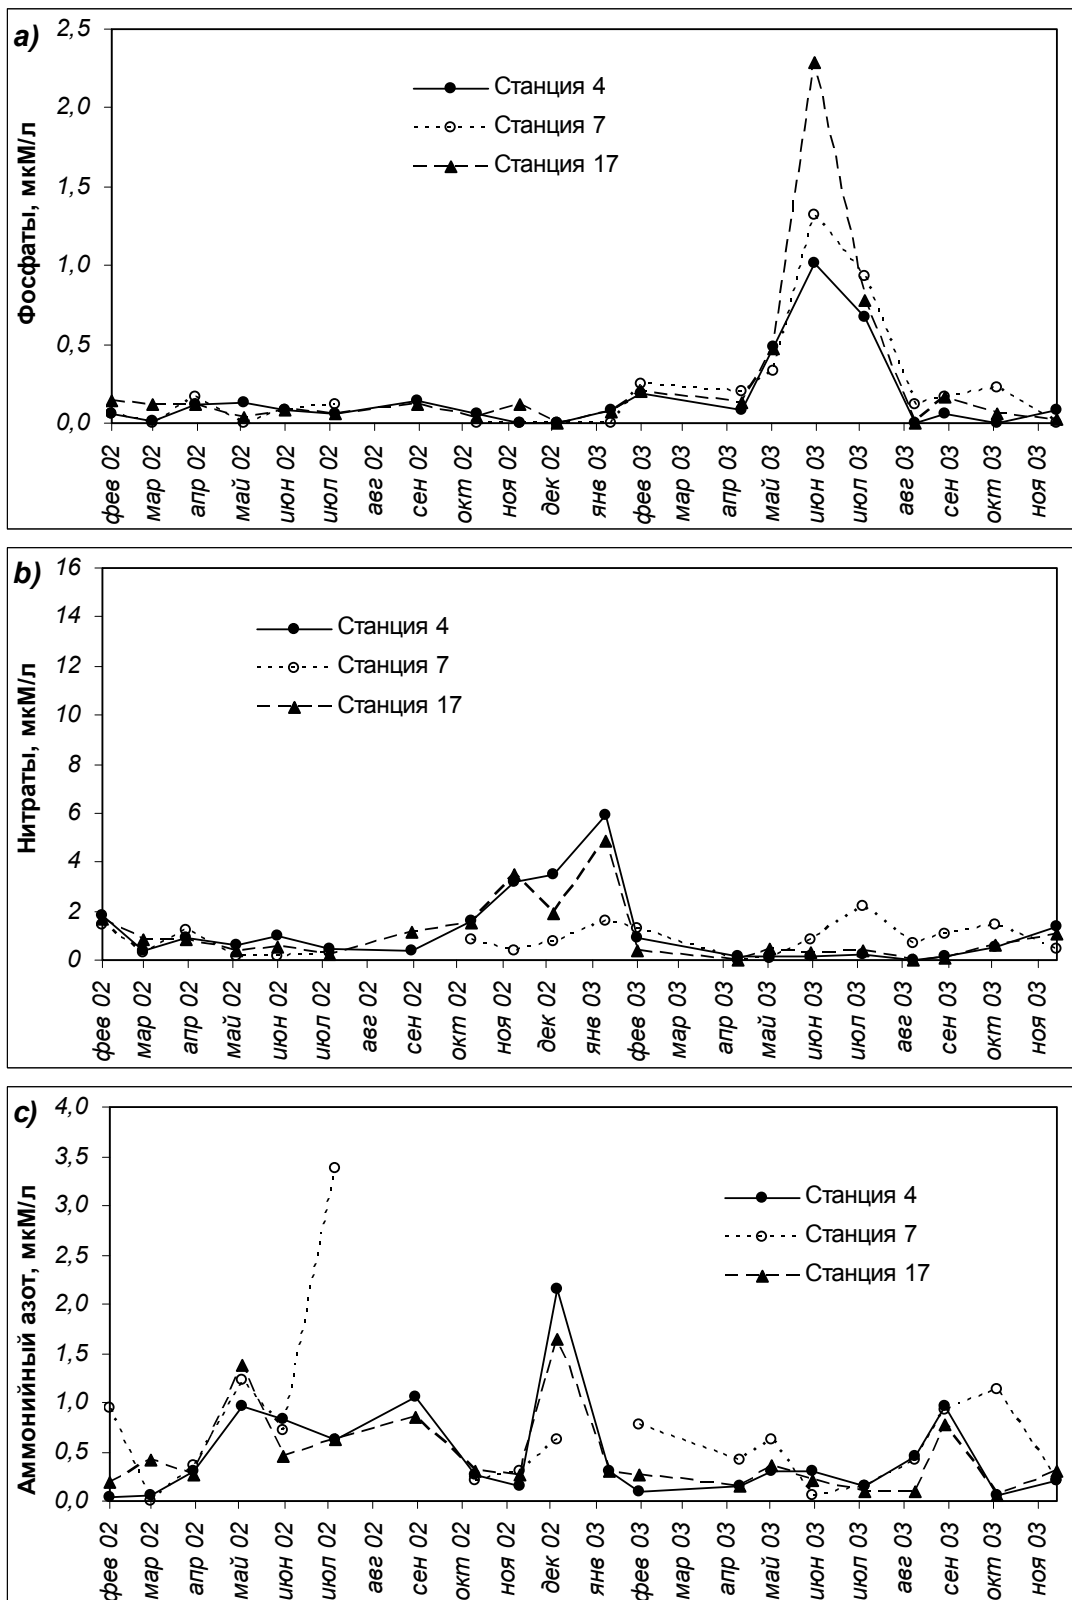 a)
Фосфаты, мкМ/л
2,5
2,0
1,5
1,0
0,5
0,0
Станция 4
Станция 7
Станция 17
фев 02
мар 02
апр 02
май 02
июн 02
июл 02
авг 02
сен 02
окт 02
ноя 02
дек 02
янв 03
фев 03
мар 03
апр 03
май 03
июн 03
июл 03
авг 03
сен 03
окт 03
ноя 03
b)
Нитраты, мкМ/л
16
14
12
10
8
6
4
2
0
Станция 4
Станция 7
Станция 17
фев 02
мар 02
апр 02
май 02
июн 02
июл 02
авг 02
сен 02
окт 02
ноя 02
дек 02
янв 03
фев 03
мар 03
апр 03
май 03
июн 03
июл 03
авг 03
сен 03
окт 03
ноя 03
c)
Аммонийный азот, мкМ/л
4,0
3,5
3,0
2,5
2,0
1,5
1,0
0,5
0,0
Станция 4
Станция 7
Станция 17
фев 02
мар 02
апр 02
май 02
июн 02
июл 02
авг 02
сен 02
окт 02
ноя 02
дек 02
янв 03
фев 03
мар 03
апр 03
май 03
июн 03
июл 03
авг 03
сен 03
окт 03
ноя 03